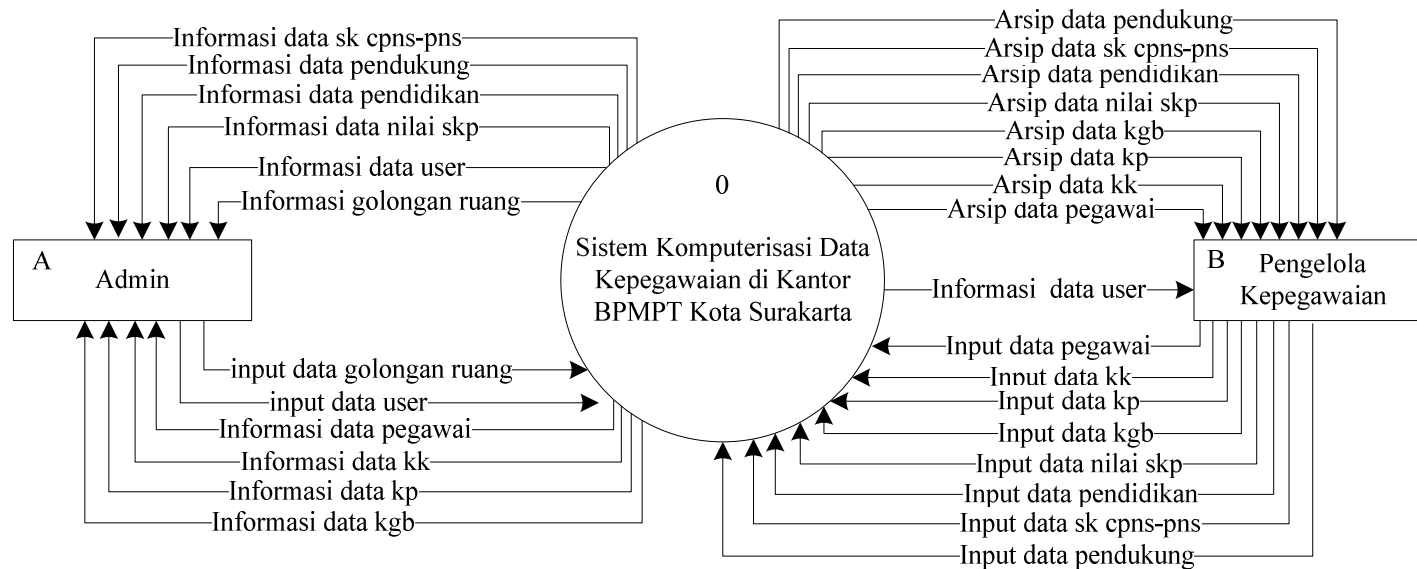 Informasi data sk cpns-pns
Informasi data pendukung
Informasi data pendidikan
Informasi data nilai skp
Informasi data user
Informasi golongan ruang
A
Admin
input data golongan ruang
input data user
Informasi data pegawai
Informasi data kk
Informasi data kp
Informasi data kgb
0
Sistem Komputerisasi Data
Kepegawaian di Kantor
BPMPT Kota Surakarta
Arsip data pendukung
Arsip data sk cpns-pns
Arsip data pendidikan
Arsip data nilai skp
Arsip data kgb
Arsip data kp
Arsip data kk
Arsip data pegawai
B
Pengelola
Kepegawaian
Informasi data user
Input data pegawai
Input data kk
Input data kp
Input data kgb
Input data nilai skp
Input data pendidikan
Input data sk cpns-pns
Input data pendukung